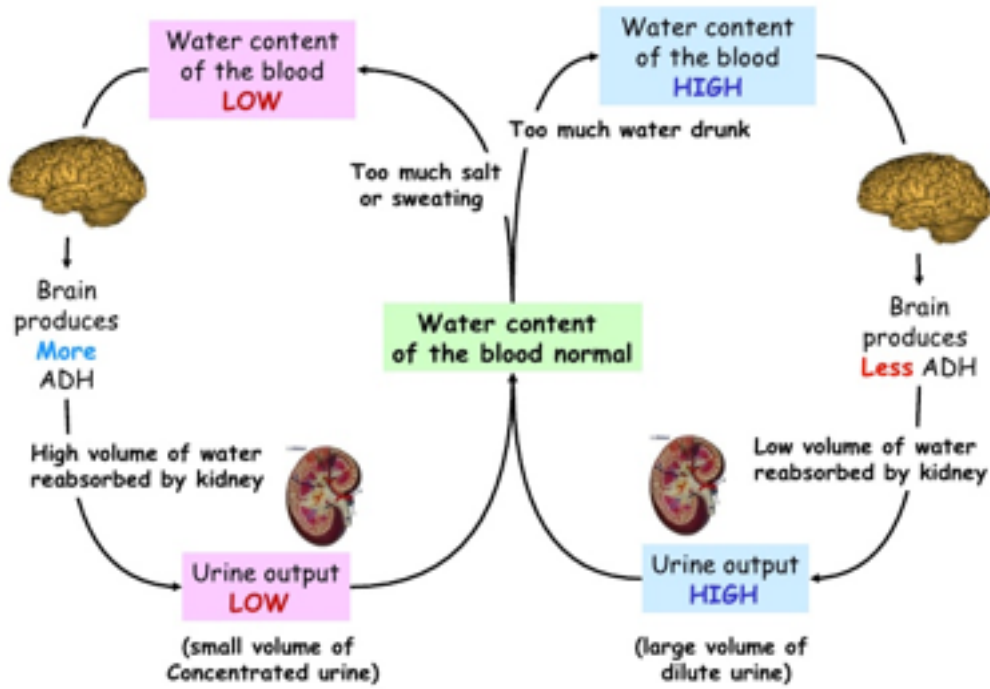 Water content
of the blood
LOW
Water content
of the blood
HIGH
Too much water drunk
Too much salt
or sweating
Brain
produces
More
ADH
Water content
of the blood normal
Brain
produces
Less ADH
High volume of water
reabsorbed by kidney
Low volume of water
reabsorbed by kidney
Urine output
LOW
(small volume of
Concentrated urine)
Urine output
HIGH
(large volume of
dilute urine)